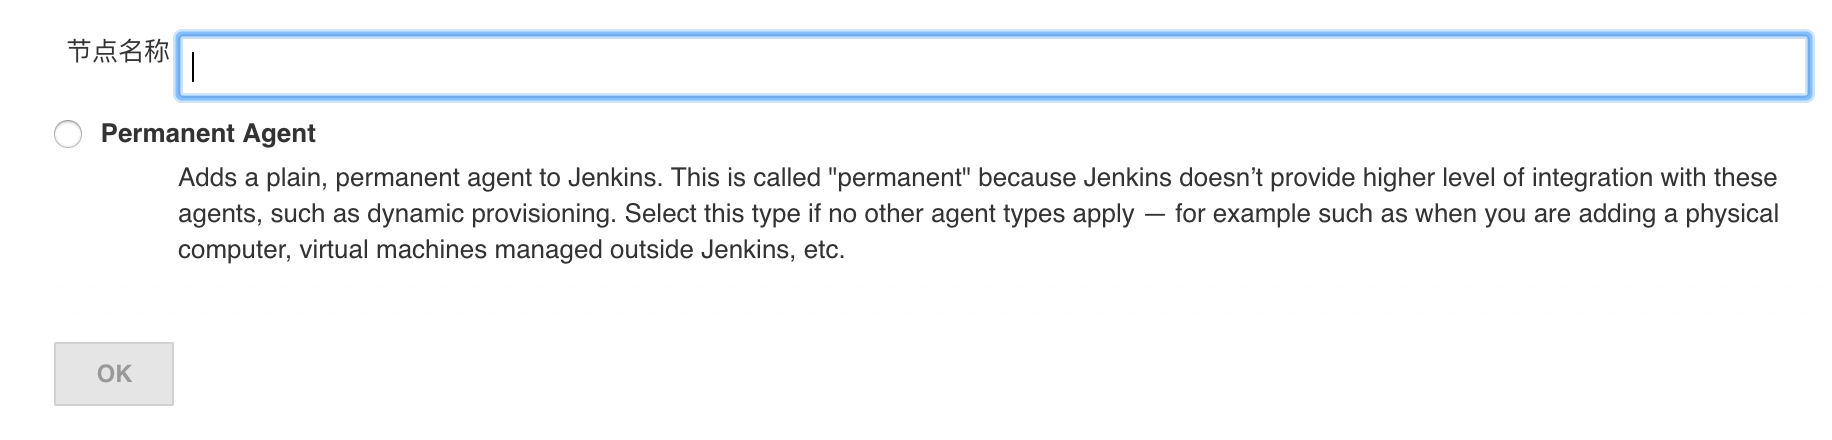 节点名称
Permanent Agent
Adds a plain, permanent agent to Jenkins. This is called "permanent" because Jenkins doesn’t provide higher level of integration with these
agents, such as dynamic provisioning. Select this type if no other agent types apply — for example such as when you are adding a physical
computer, virtual machines managed outside Jenkins, etc.
OK